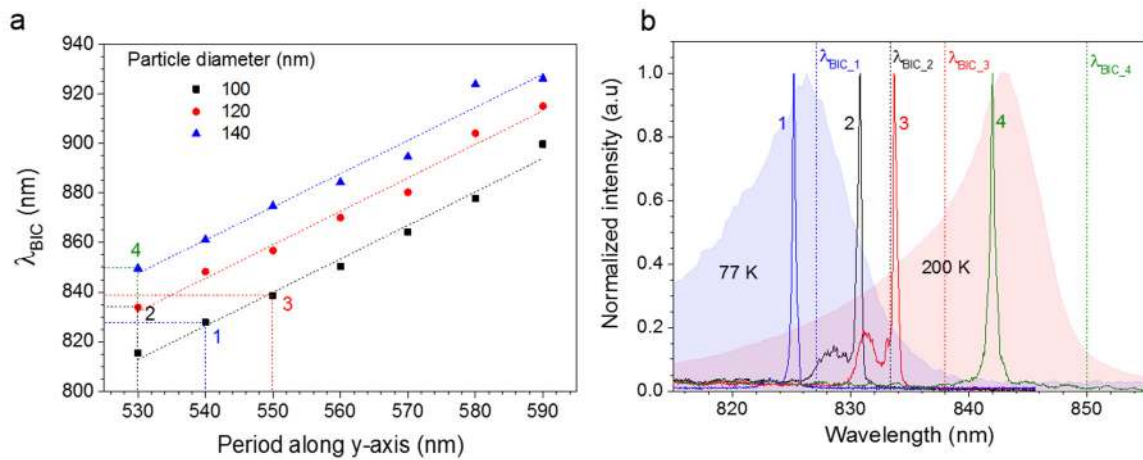 a
940
920
900
880
860
840
820
800
λBIC (nm)
Particle diameter (nm)
100
120
140
4
2
1
3
530 540 550 560 570 580 590
Period along y-axis (nm)
b
λBIC_1
λBIC_2
λBIC_3
λBIC_4
1.0
0.8
0.6
0.4
0.2
0.0
Normalized intensity (a.u)
1
2
3
4
77 K
200 K
820 830 840 850
Wavelength (nm)